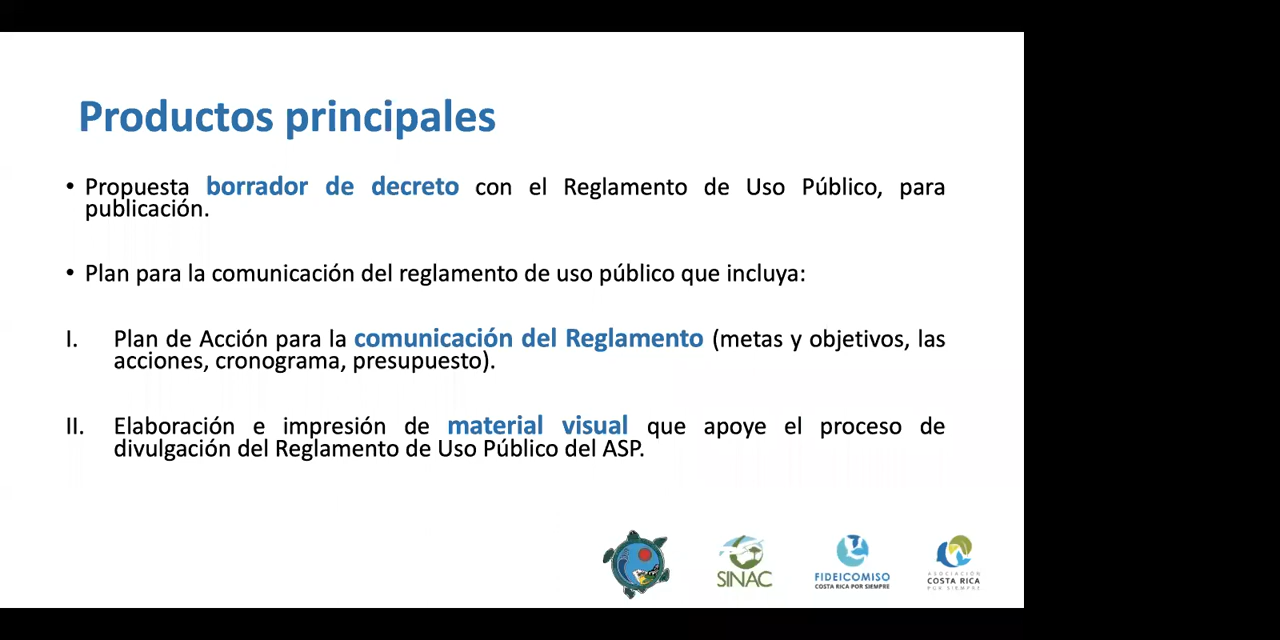 Productos principales
• Propuesta borrador de decreto con el Reglamento de Uso Público, para
publicación.
• Plan para la comunicación del reglamento de uso público que incluya:
I. Plan de Acción para la comunicación del Reglamento (metas y objetivos, las
acciones, cronograma, presupuesto).
II. Elaboración e impresión de material visual que apoye el proceso de
divulgación del Reglamento de Uso Público del ASP.
SINAC
FIDEICOMISO
COSTA RICA POR SIEMPRE
ASOCIACIÓN
COSTA RICA
POR SIEMPRE